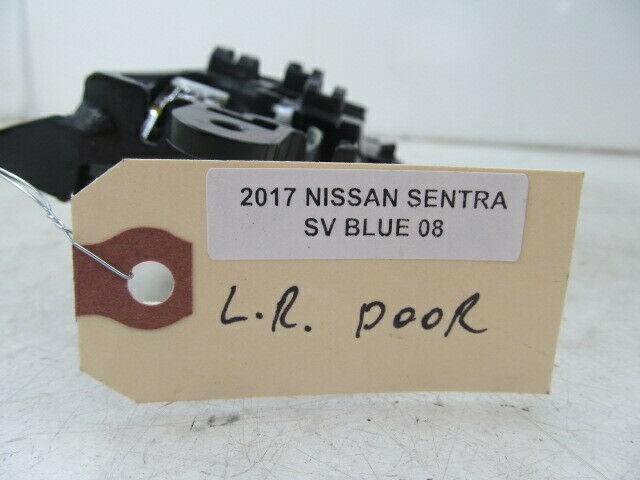 2017 NISSAN SENTRA
SV BLUE 08
L.R. DOOR